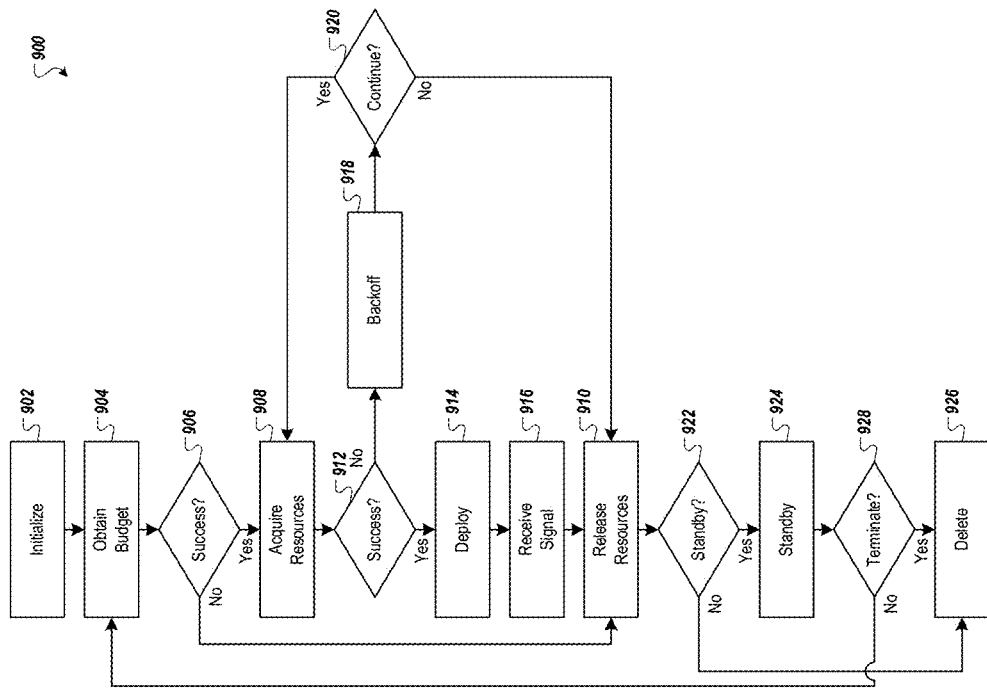 900
Initialize
902
Obtain
Budget
904
Success?
906
Yes
No
Acquire
Resources
908
Success?
912
No
Yes
Backoff
918
Continue?
920
Yes
No
Deploy
914
Receive
Signal
916
Release
Resources
910
Standby?
922
Yes
No
Standby
924
Terminate?
928
Yes
No
Delete
926